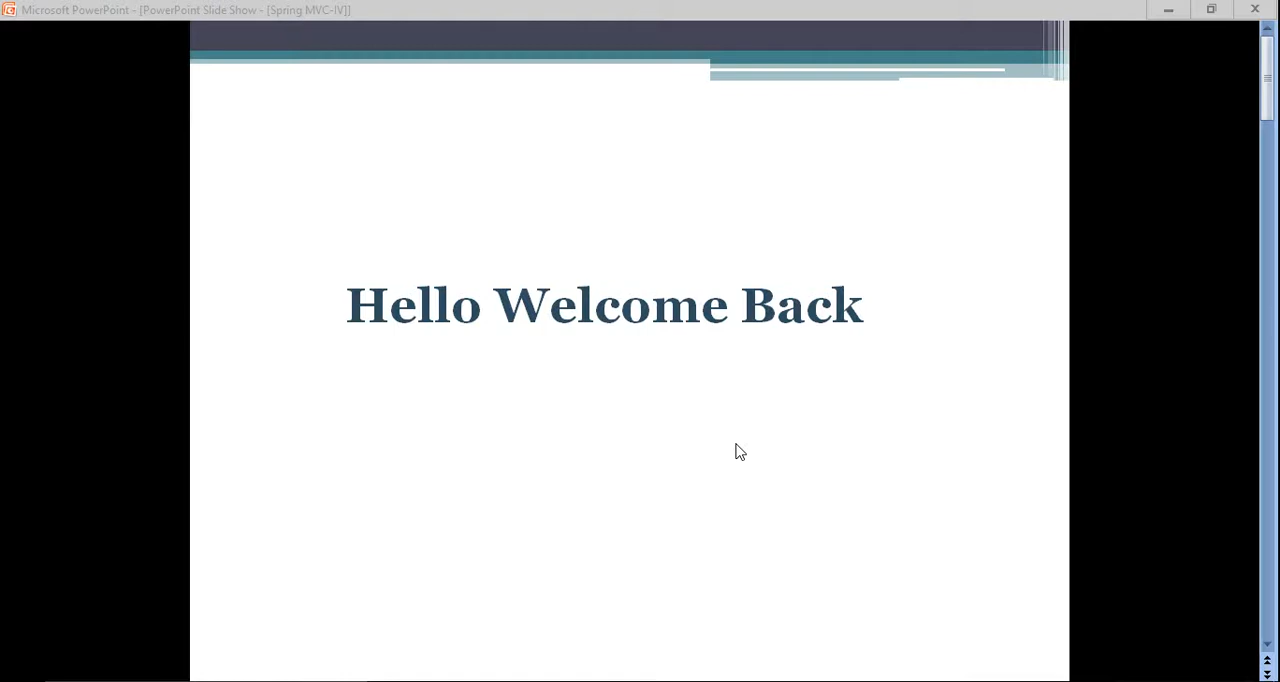 Microsoft PowerPoint - [PowerPoint Slide Show - [Spring MVC-IV]]
Hello Welcome Back